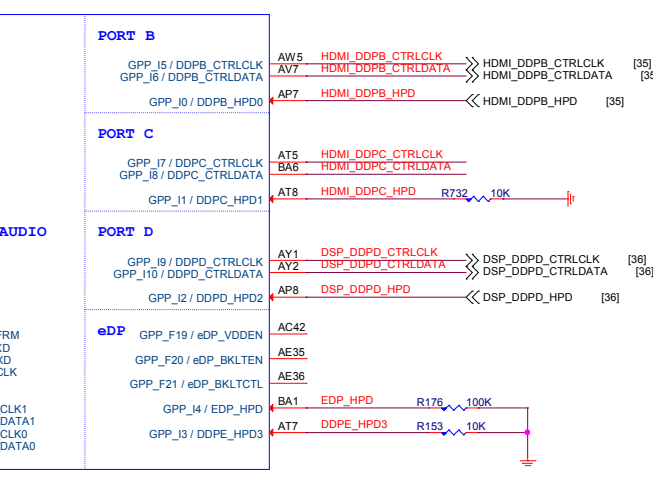 PORT B
GPP_I5 / DDPB_CTRLCLK AW5 HDMI_DDPB_CTRLCLK HDMI_DDPB_CTRLCLK [35]
GPP_I6 / DDPB_CTRLDATA AV7 HDMI_DDPB_CTRLDATA HDMI_DDPB_CTRLDATA [35
GPP_I0 / DDPB_HPD0 AP7 HDMI_DDPB_HPD HDMI_DDPB_HPD [35]
PORT C
GPP_I7 / DDPC_CTRLCLK AT5 HDMI_DDPC_CTRLCLK
GPP_I8 / DDPC_CTRLDATA BA6 HDMI_DDPC_CTRLDATA
GPP_I1 / DDPC_HPD1 AT8 HDMI_DDPC_HPD R732 10K
AUDIO PORT D
GPP_I9 / DDPD_CTRLCLK AY1 DSP_DDPD_CTRLCLK DSP_DDPD_CTRLCLK [36]
GPP_I10 / DDPD_CTRLDATA AY2 DSP_DDPD_CTRLDATA DSP_DDPD_CTRLDATA [36]
GPP_I2 / DDPD_HPD2 AP8 DSP_DDPD_HPD DSP_DDPD_HPD [36]
FRM eDP GPP_F19 / eDP_VDDEN AC42
XD
XD GPP_F20 / eDP_BKLTEN AE35
CLK
GPP_F21 / eDP_BKLTCTL AE36
CLK1 GPP_I4 / EDP_HPD BA1 EDP_HPD R176 100K
DATA1
CLK0 GPP_I3 / DDPE_HPD3 AT7 DDPE_HPD3 R153 10K
DATA0